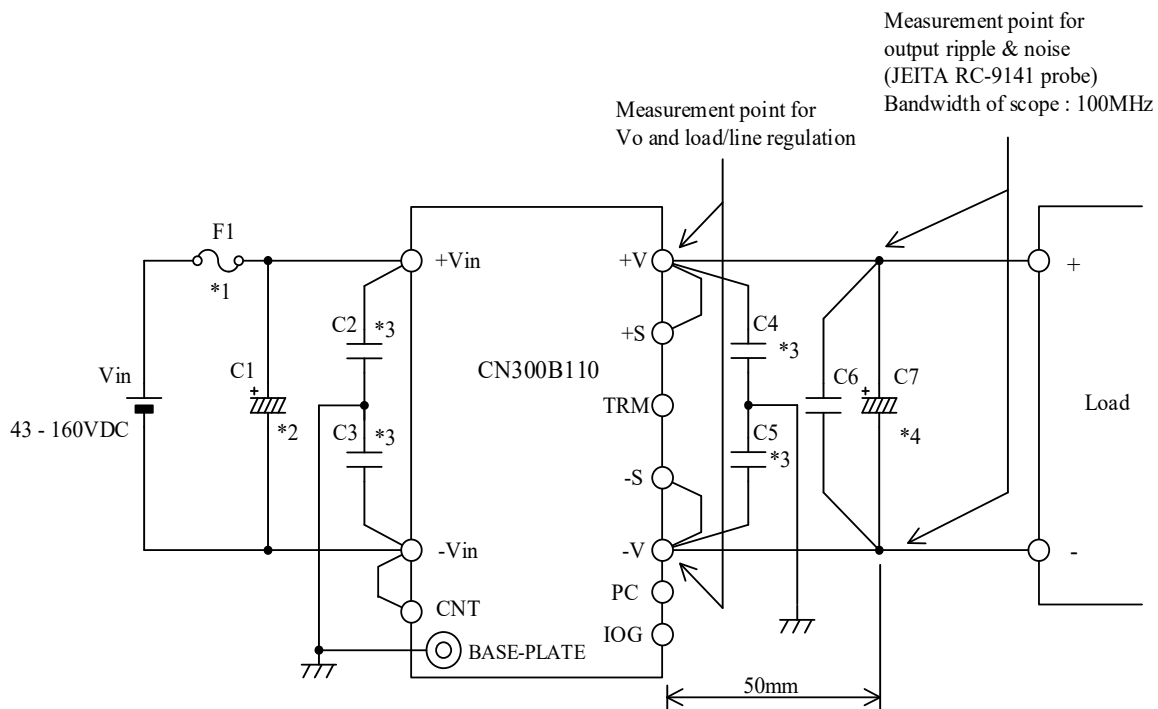 Measurement point for
output ripple & noise
(JEITA RC-9141 probe)
Bandwidth of scope : 100MHz
Measurement point for
Vo and load/line regulation
F1
*1
+Vin
+V
+
C2
*3
+S
C4
*3
CN300B110
Vin
C1
+
*2
C6
C7
+
*4
TRM
Load
43 - 160VDC
C3
*3
C5
*3
-S
-Vin
-V
-
CNT
PC
IOG
BASE-PLATE
50mm